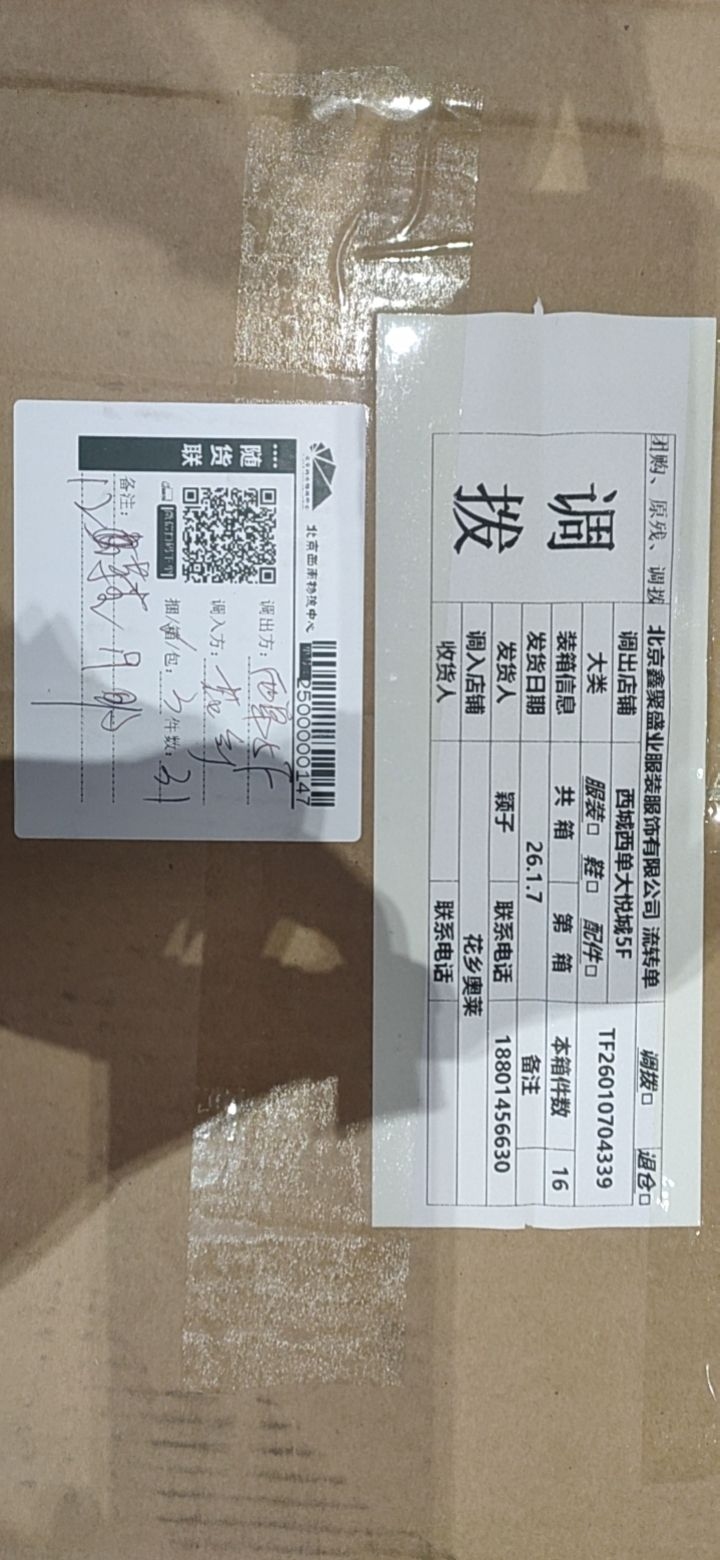 团购、原残、调拨
调拨
北京鑫聚盛业服装服饰有限公司 流转单 调拨□ 退仓□
调出店铺 西城西单大悦城5F TF26010704339
大类 服装□ 鞋□ 配件□
装箱信息 共 箱 第 箱 本箱件数 16
发货日期 26.1.7 备注
发货人 颖子 联系电话 18801456630
调入店铺 花乡奥莱
收货人 联系电话
北京西南物流中心
2500000147
随货联
调出方：西单5F
调入方：花乡
捆/箱/包：3 件数：31
备注：